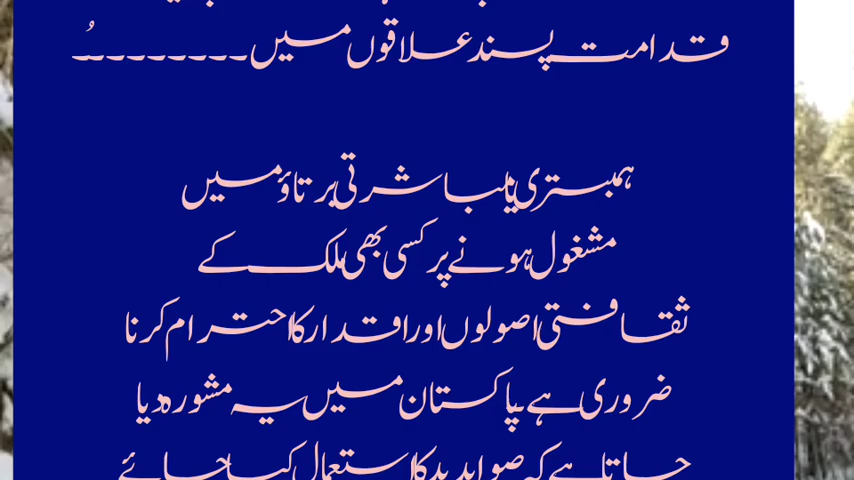 قدامت پسند علاقوں میں۔۔۔۔۔۔۔۔۔
ہمبستری یا مباشرتی برتاؤ میں
مشغول ہونے پر کسی بھی ملک کے
ثقافتی اصولوں اور اقدار کا احترام کرنا
ضروری ہے پاکستان میں یہ مشورہ دیا
جاتا ہے کہ صوابدید کا استعمال کیا جائے